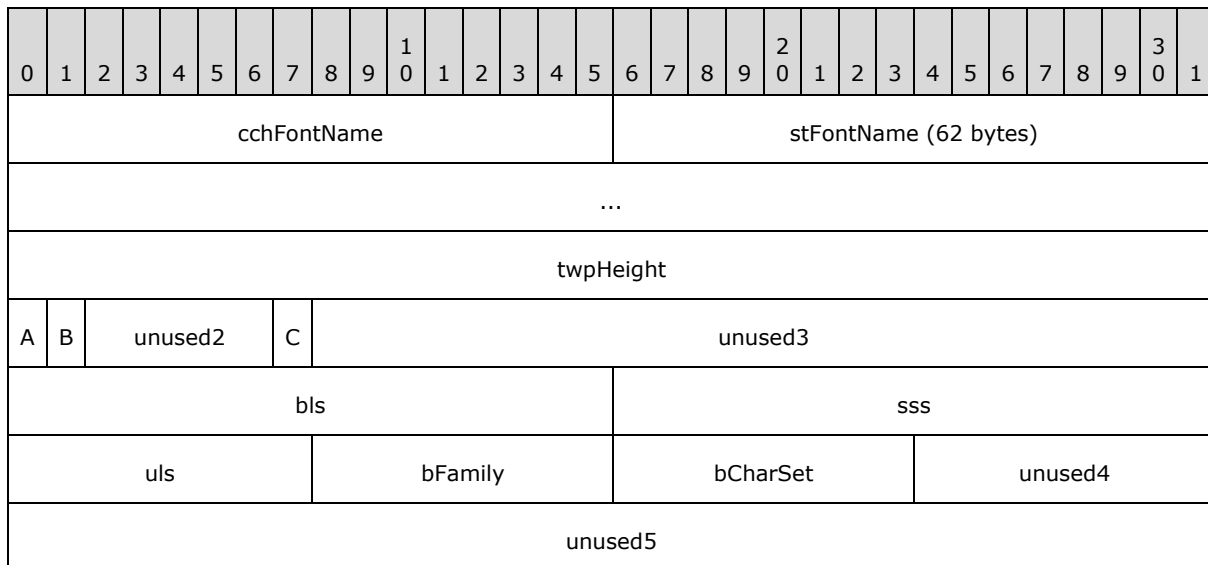 0 1 2 3 4 5 6 7 8 9 1 0 1 2 3 4 5 6 7 8 9 2 0 1 2 3 4 5 6 7 8 9 3 0 1
cchFontName stFontName (62 bytes)
...
twpHeight
A B unused2 C unused3
bls sss
uls bFamily bCharSet unused4
unused5